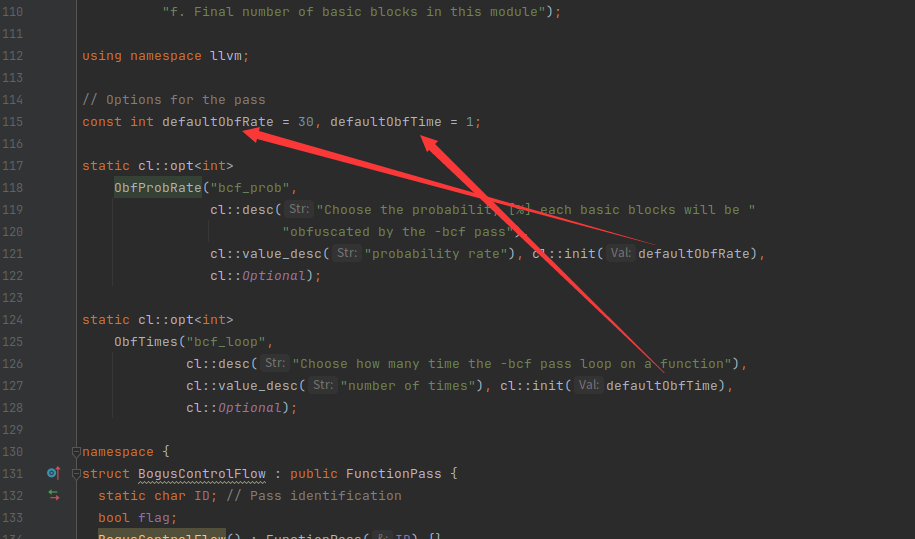 110 "f. Final number of basic blocks in this module");
111
112 using namespace llvm;
113
114 // Options for the pass
115 const int defaultObfRate = 30, defaultObfTime = 1;
116
117 static cl::opt<int>
118 ObfProbRate("bcf_prob",
119 cl::desc( Str: "Choose the probability [%] each basic blocks will be "
120 "obfuscated by the -bcf pass"),
121 cl::value_desc( Str: "probability rate"), cl::init( Val: defaultObfRate),
122 cl::Optional);
123
124 static cl::opt<int>
125 ObfTimes("bcf_loop",
126 cl::desc( Str: "Choose how many time the -bcf pass loop on a function"),
127 cl::value_desc( Str: "number of times"), cl::init( Val: defaultObfTime),
128 cl::Optional);
129
130 namespace {
131 struct BogusControlFlow : public FunctionPass {
132 static char ID; // Pass identification
133 bool flag;
134 BogusControlFlow() : FunctionPass( &: ID) {}